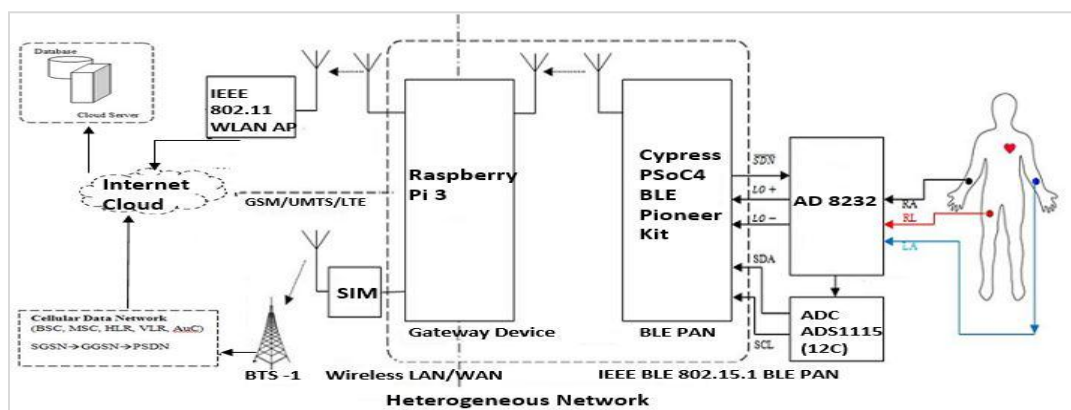 Database
Cloud Server
IEEE
802.11
WLAN AP
Internet
Cloud
GSM/UMTS/LTE
Raspberry
Pi 3
SIM
Gateway Device
Cellular Data Network
(BSC, MSC, HLR, VLR, AuC)
SGSN→GGSN→PSDN
BTS -1
Wireless LAN/WAN
Cypress
PSoC4
BLE
Pioneer
Kit
BLE PAN
IEEE BLE 802.15.1 BLE PAN
Heterogeneous Network
SDN
LO +
LO −
SDA
SCL
AD 8232
ADC
ADS1115
(12C)
RA
RL
LA